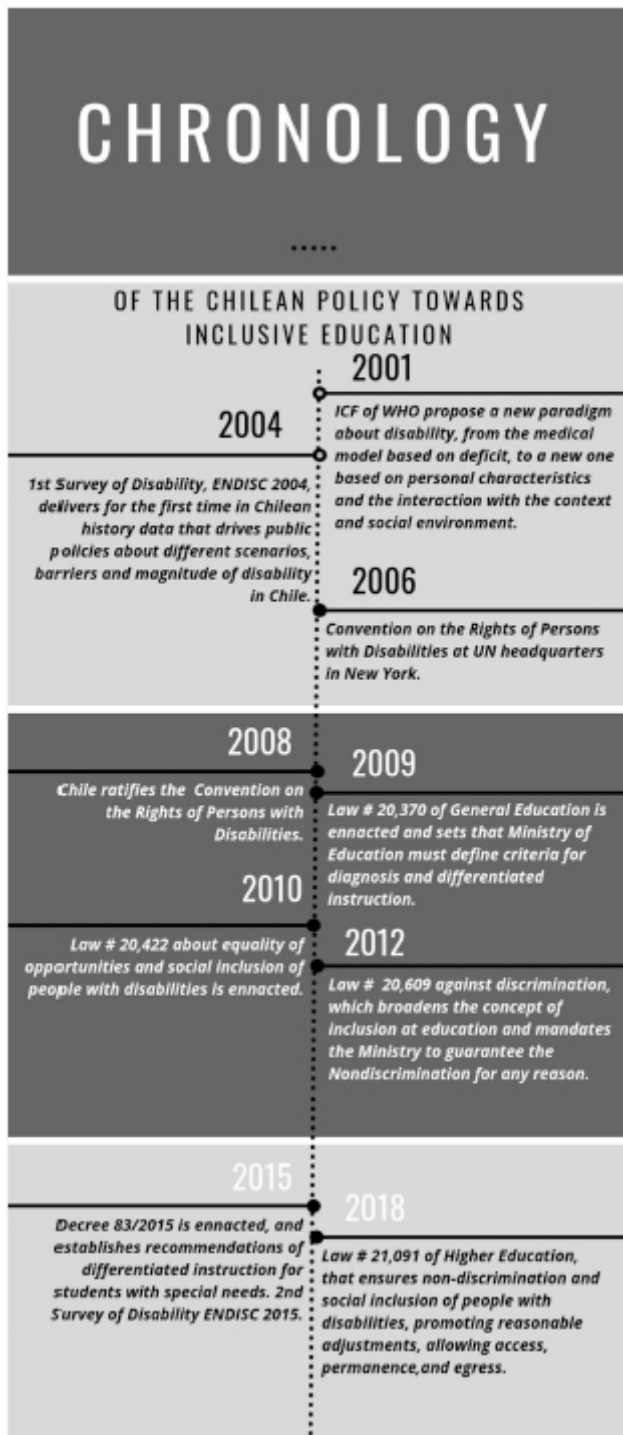 CHRONOLOGY
OF THE CHILEAN POLICY TOWARDS
INCLUSIVE EDUCATION
2001
ICF of WHO propose a new paradigm
about disability, from the medical
model based on deficit, to a new one
based on personal characteristics
and the interaction with the context
and social environment.
2004
1st Survey of Disability, ENDISC 2004,
delivers for the first time in Chilean
history data that drives public
policies about different scenarios,
barriers and magnitude of disability
in Chile.
2006
Convention on the Rights of Persons
with Disabilities at UN headquarters
in New York.
2008
Chile ratifies the Convention on
the Rights of Persons with
Disabilities.
2009
Law # 20,370 of General Education is
ennacted and sets that Ministry of
Education must define criteria for
diagnosis and differentiated
instruction.
2010
Law # 20,422 about equality of
opportunities and social inclusion of
people with disabilities is ennacted.
2012
Law # 20,609 against discrimination,
which broadens the concept of
inclusion at education and mandates
the Ministry to guarantee the
Nondiscrimination for any reason.
2015
Decree 83/2015 is ennacted, and
establishes recommendations of
differentiated instruction for
students with special needs. 2nd
Survey of Disability ENDISC 2015.
2018
Law # 21,091 of Higher Education,
that ensures non-discrimination and
social inclusion of people with
disabilities, promoting reasonable
adjustments, allowing access,
permanence,and egress.